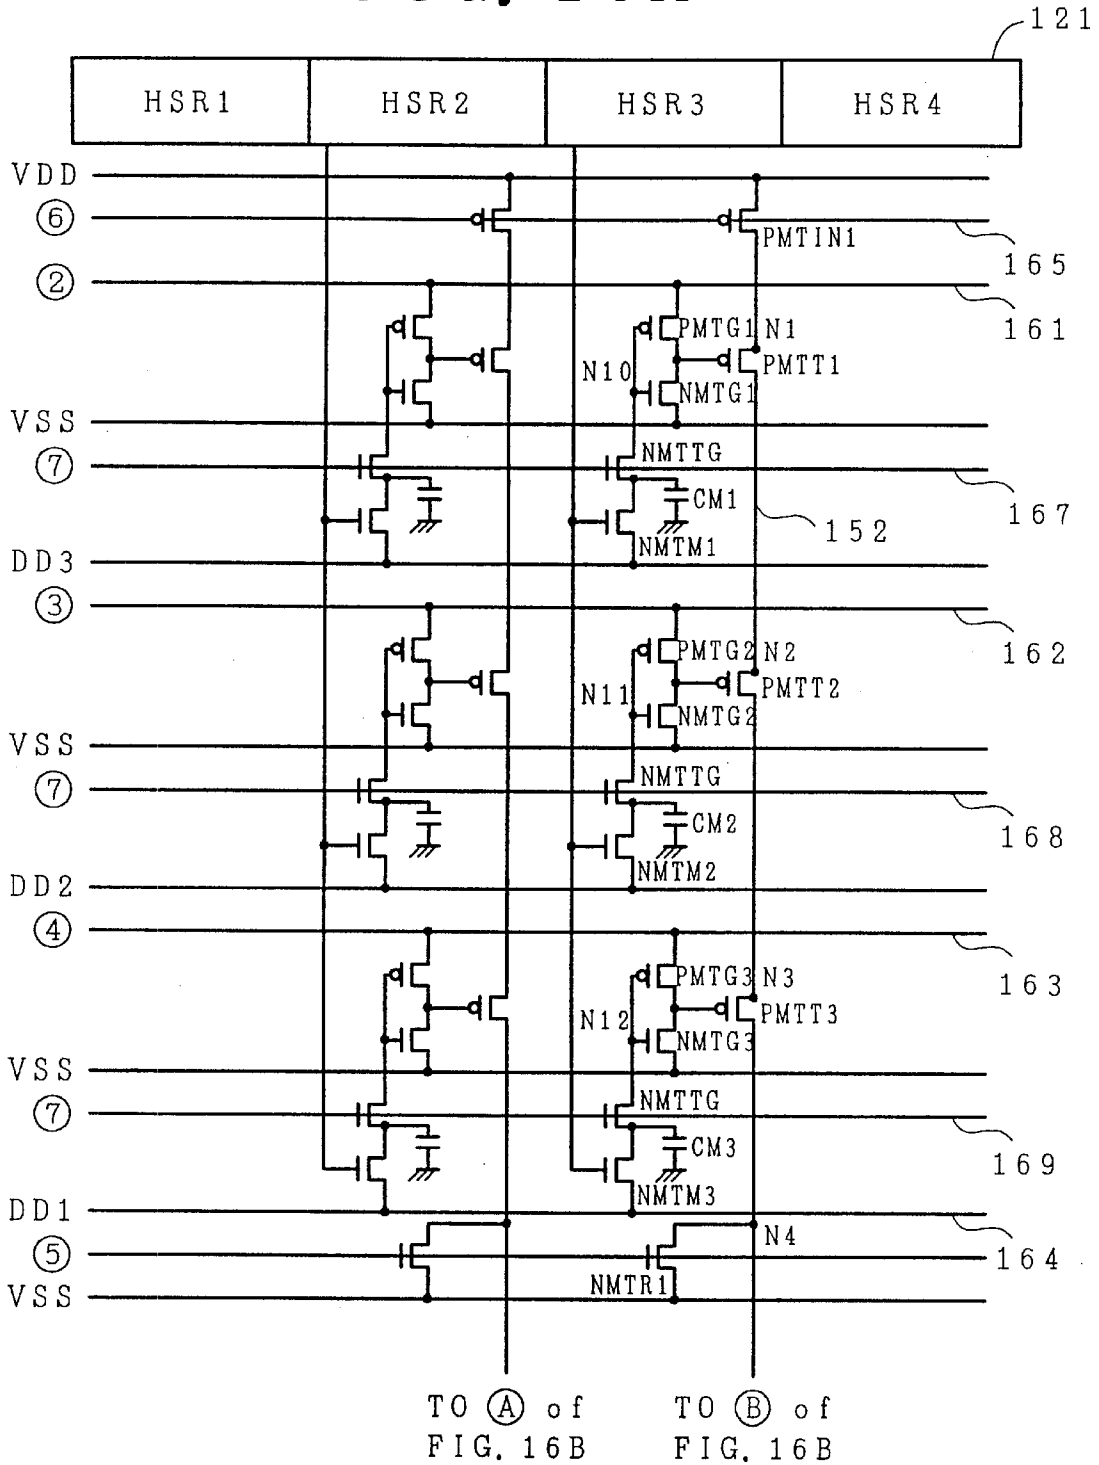 121
HSR1 HSR2 HSR3 HSR4
VDD
⑥
PMTIN1
165
②
161
PMTG1 N1
N10
PMTT1
NMTG1
VSS
⑦
NMTTG
CM1
167
152
NMTM1
DD3
③
162
PMTG2 N2
N11
PMTT2
NMTG2
VSS
⑦
NMTTG
CM2
168
NMTM2
DD2
④
163
PMTG3 N3
N12
PMTT3
NMTG3
VSS
⑦
NMTTG
CM3
169
NMTM3
DD1
N4
⑤
164
NMTR1
VSS
TO Ⓐ of TO Ⓑ of
FIG. 16B FIG. 16B